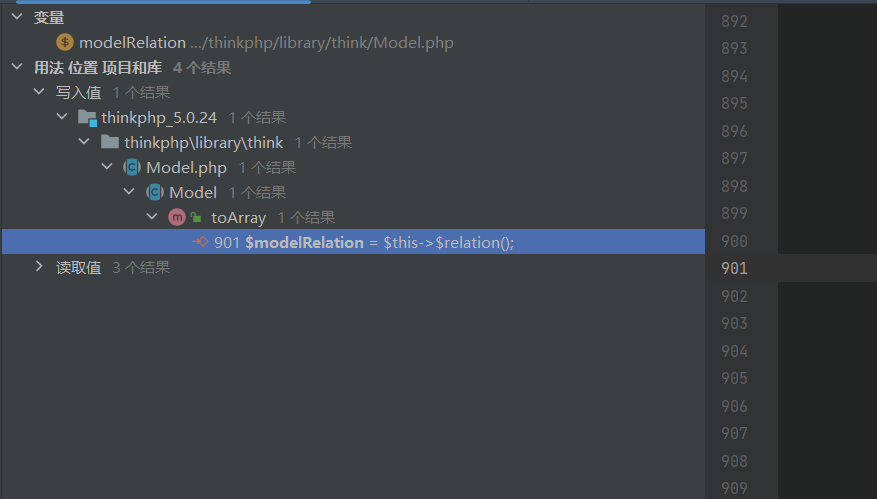 变量
modelRelation .../thinkphp/library/think/Model.php
用法 位置 项目和库 4 个结果
写入值 1 个结果
thinkphp_5.0.24 1 个结果
thinkphp\library\think 1 个结果
Model.php 1 个结果
Model 1 个结果
toArray 1 个结果
901 $modelRelation = $this->$relation();
读取值 3 个结果
892
893
894
895
896
897
898
899
900
901
902
903
904
905
906
907
908
909